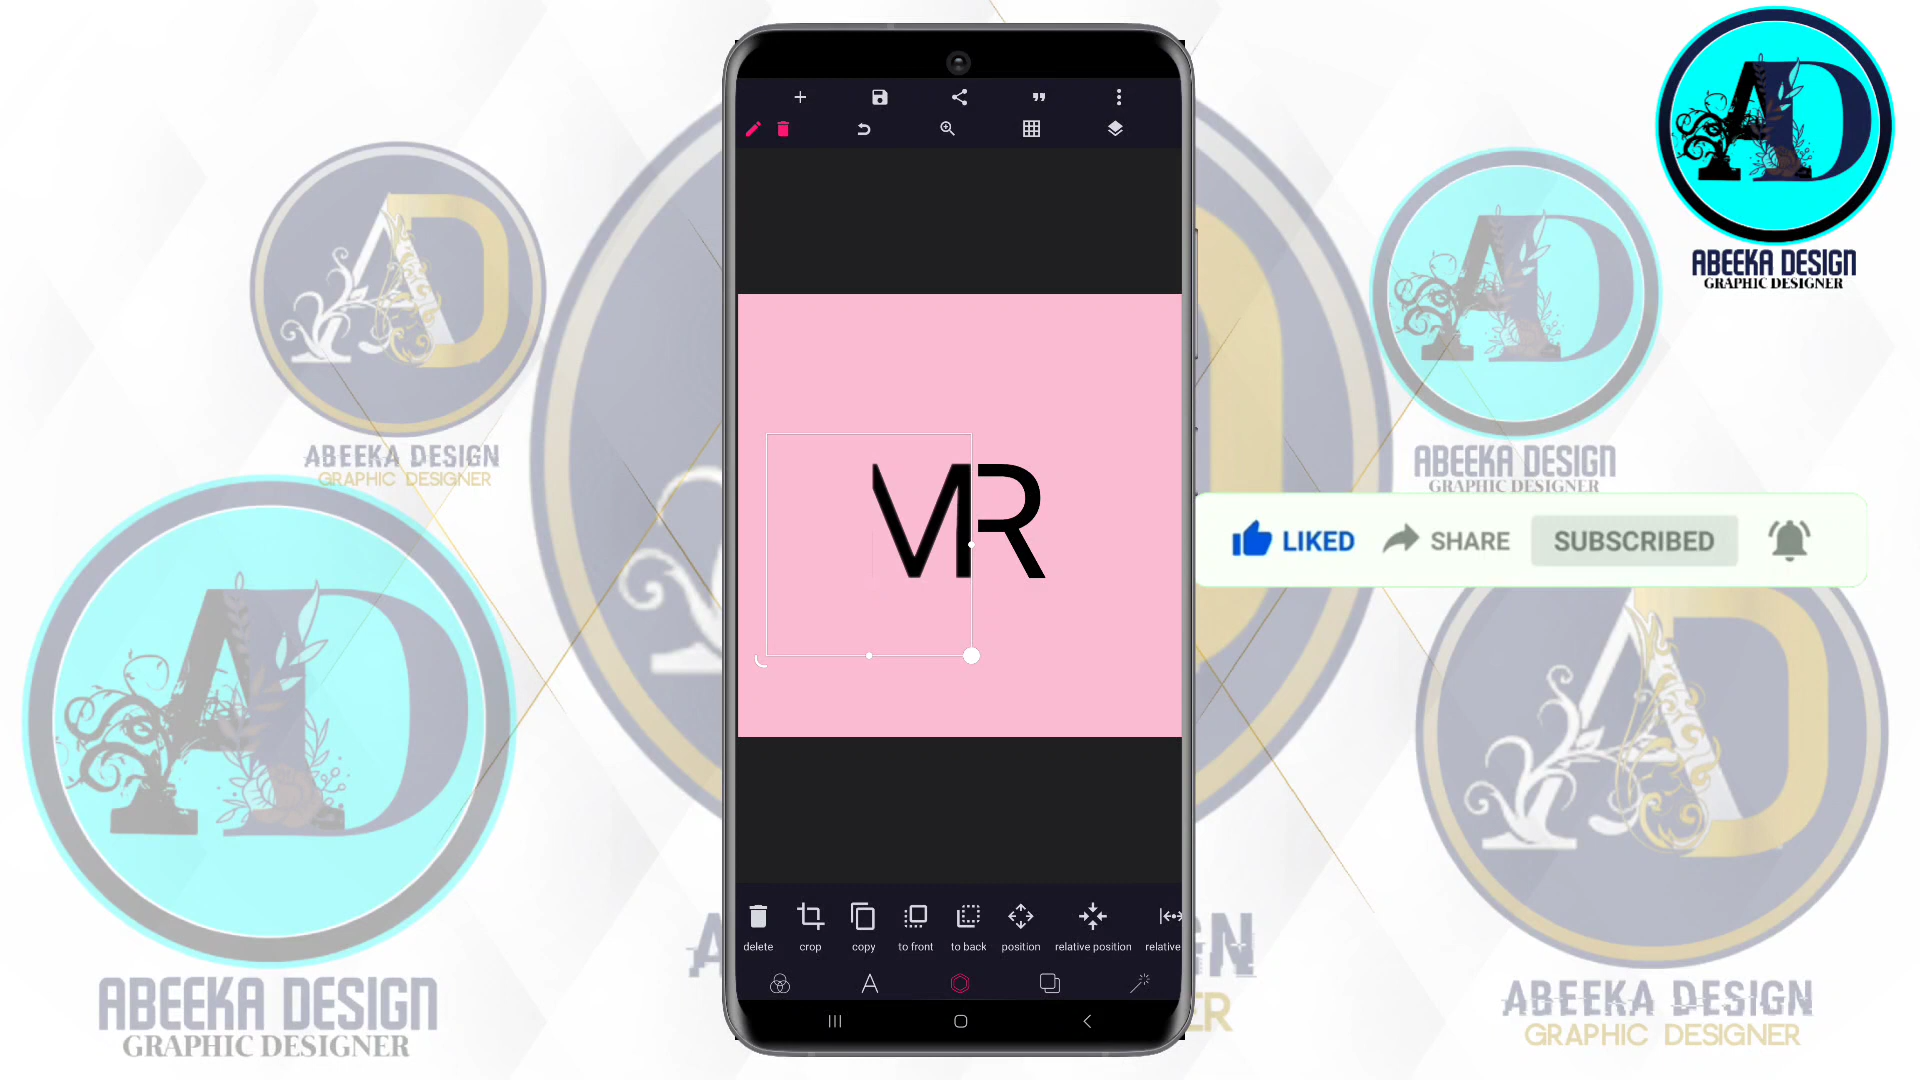 ABEEKA DESIGN
GRAPHIC DESIGNER
ABEEKA DESIGN
GRAPHIC DESIGNER
ABEEKA DESIGN
GRAPHIC DESIGNER
MR
LIKED SHARE SUBSCRIBED
delete crop copy to front to back position relative position relative
ABEEKA DESIGN
GRAPHIC DESIGNER
ABEEKA DESIGN
GRAPHIC DESIGNER